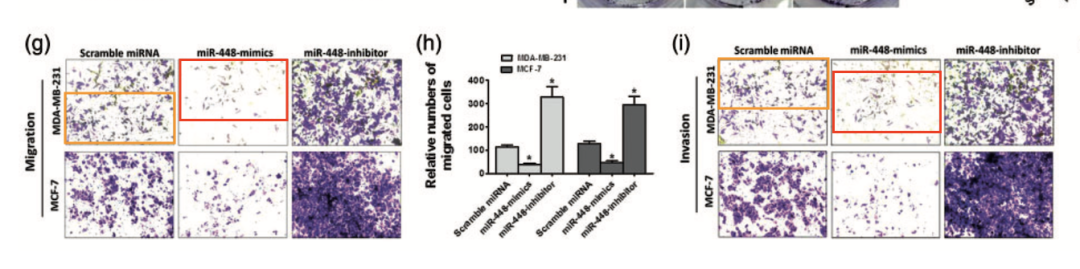 (g)
Scramble miRNA miR-448-mimics miR-448-inhibitor
Migration
MDA-MB-231
MCF-7
(h)
MDA-MB-231
MCF-7
Relative numbers of
migrated cells
400
300
200
100
0
*
*
*
*
Scramble miRNA
miR-448-mimics
miR-448-inhibitor
Scramble miRNA
miR-448-mimics
miR-448-inhibitor
(i)
Scramble miRNA miR-448-mimics miR-448-inhibitor
Invasion
MDA-MB-231
MCF-7